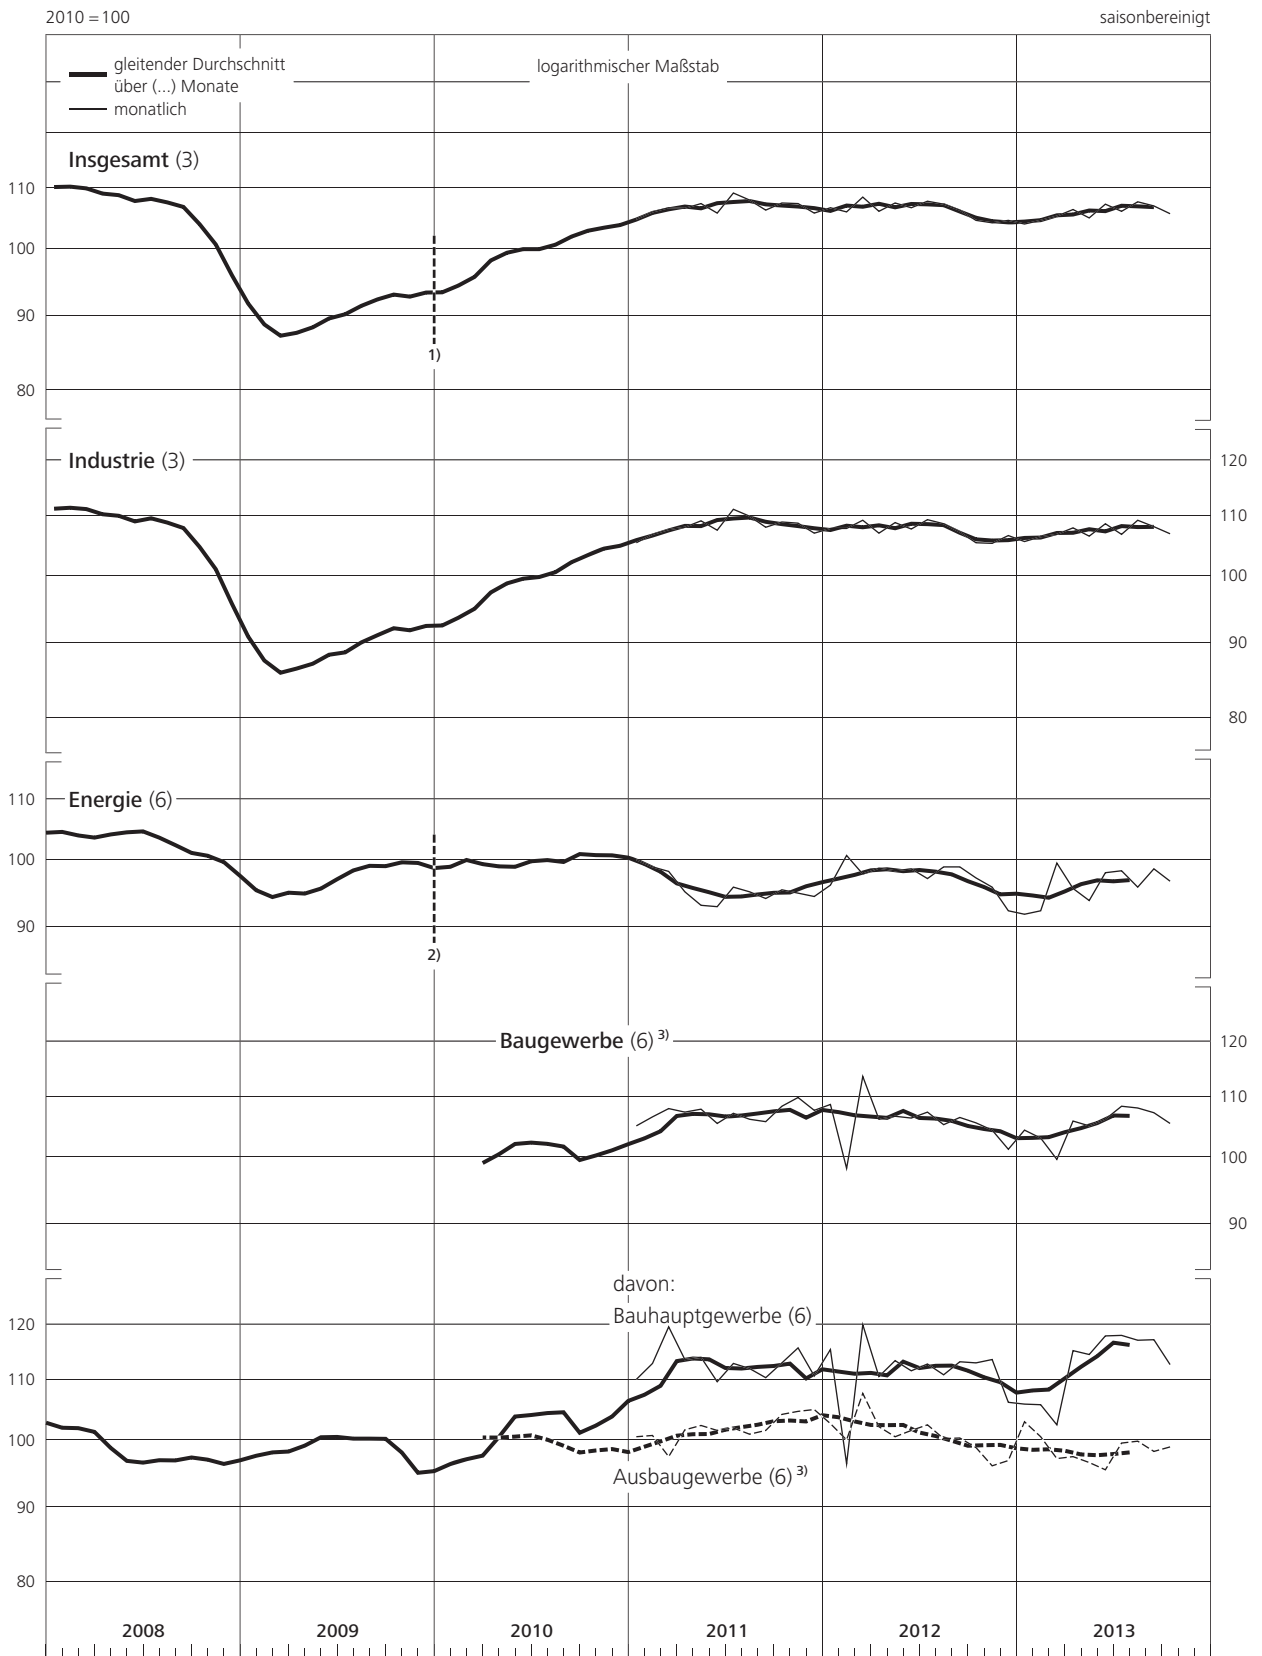 2010 = 100
saisonbereinigt
gleitender Durchschnitt
über (...) Monate
monatlich
logarithmischer Maßstab
Insgesamt (3)
110
100
90
80
1)
Industrie (3)
120
110
100
90
80
Energie (6)
110
100
90
2)
Baugewerbe (6) 3)
120
110
100
90
davon:
Bauhauptgewerbe (6)
120
110
100
90
80
Ausbaugewerbe (6) 3)
2008 2009 2010 2011 2012 2013